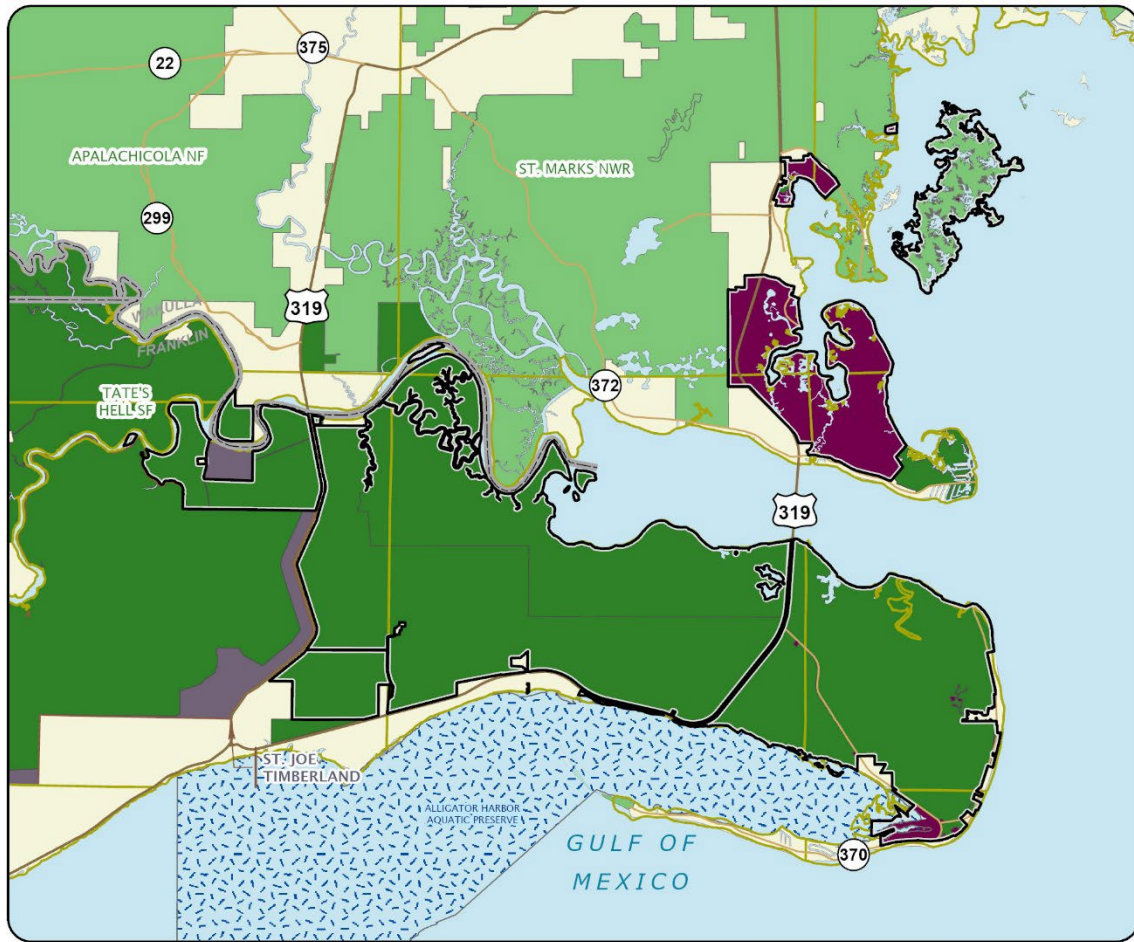 375
22
APALACHICOLA NF
ST. MARKS NWR
299
319
WAKULLA
FRANKLIN
372
TATE'S
HELL SF
319
ST. JOE
TIMBERLAND
ALLIGATOR HARBOR
AQUATIC PRESERVE
GULF OF
MEXICO
370